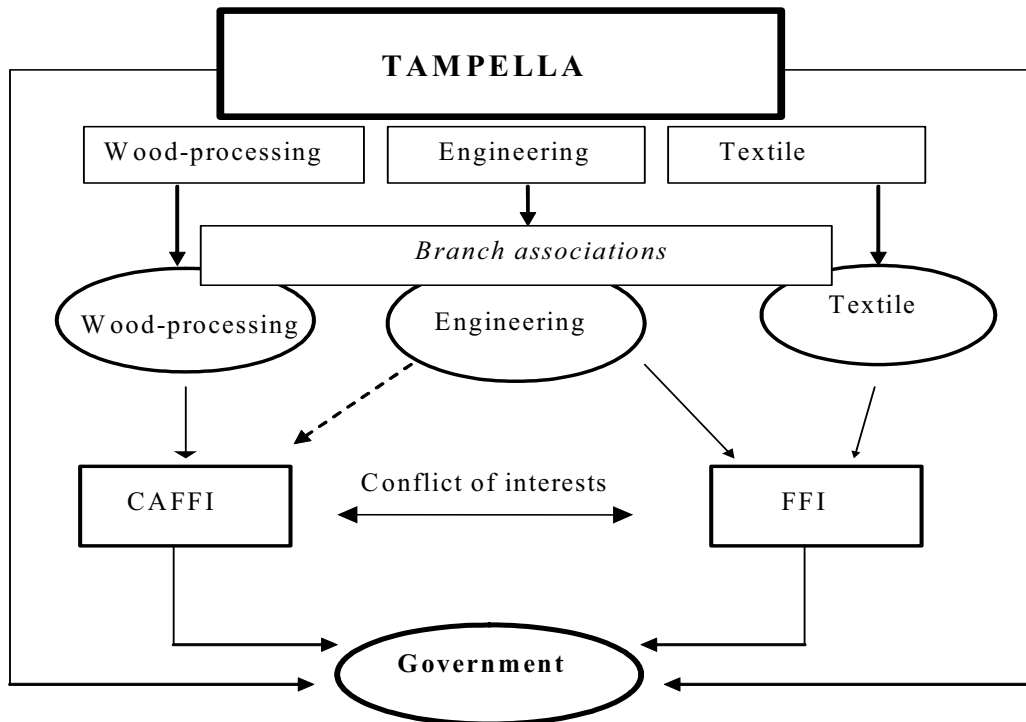 TAMPELLA
Wood-processing
Engineering
Textile
Branch associations
Wood-processing
Engineering
Textile
CAFFI
Conflict of interests
FFI
Government